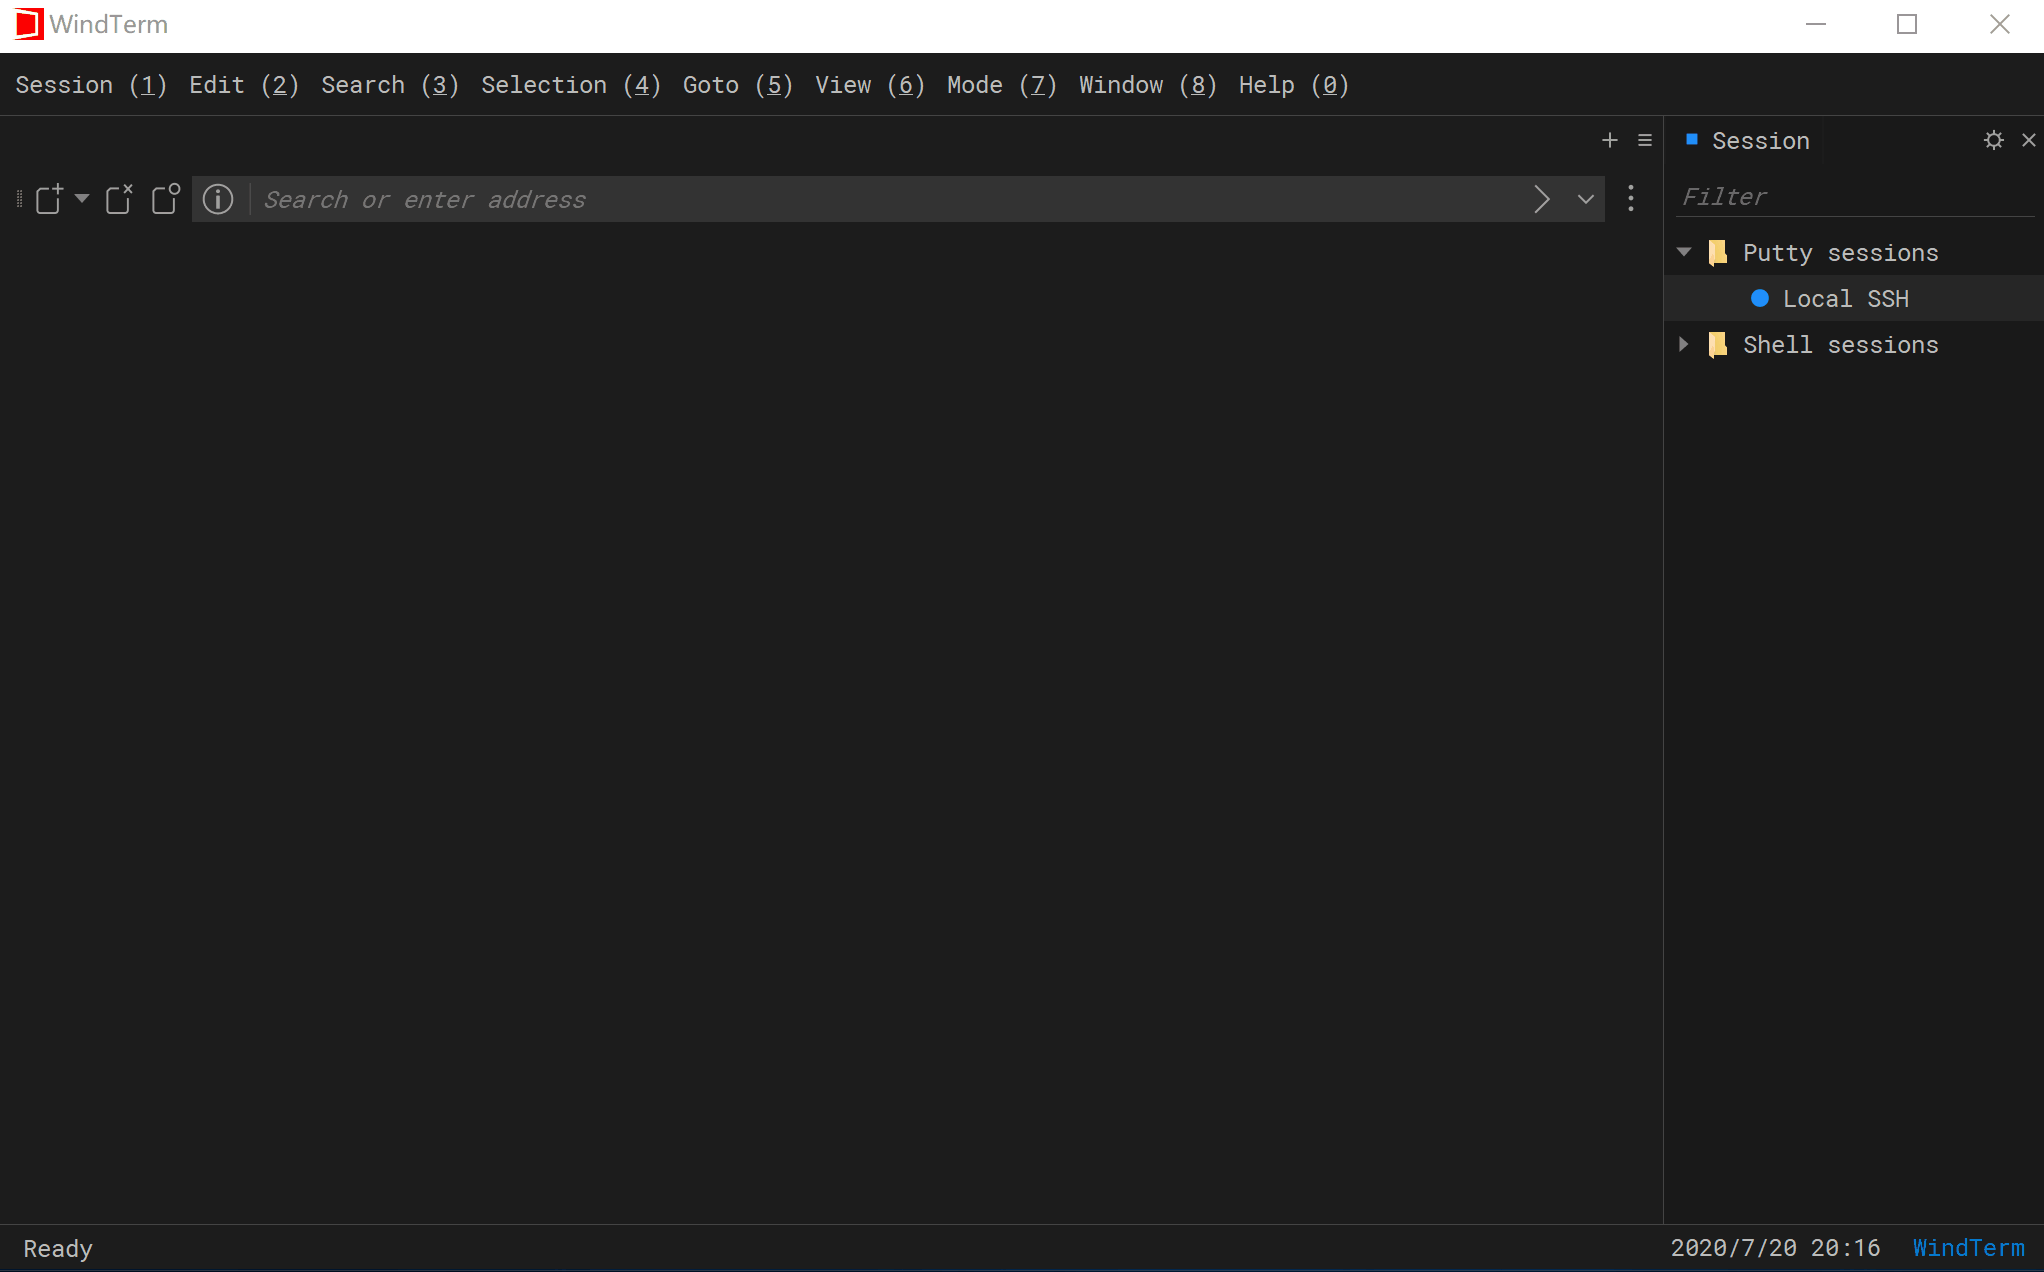 WindTerm
Session (1) Edit (2) Search (3) Selection (4) Goto (5) View (6) Mode (7) Window (8) Help (0)
Session
Search or enter address
Filter
Putty sessions
Local SSH
Shell sessions
Ready
2020/7/20 20:16 WindTerm